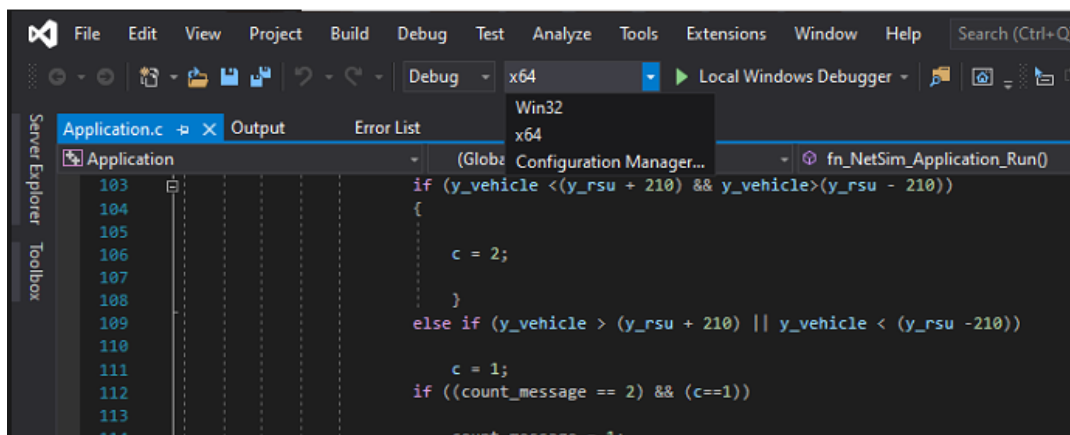 File Edit View Project Build Debug Test Analyze Tools Extensions Window Help Search (Ctrl+Q
Debug x64 Local Windows Debugger
Win32
x64
Configuration Manager...
Server Explorer
Toolbox
Application.c Output Error List
Application (Globa fn_NetSim_Application_Run()
103 if (y_vehicle <(y_rsu + 210) && y_vehicle>(y_rsu - 210))
104 {
105
106 c = 2;
107
108 }
109 else if (y_vehicle > (y_rsu + 210) || y_vehicle < (y_rsu -210))
110
111 c = 1;
112 if ((count_message == 2) && (c==1))
113